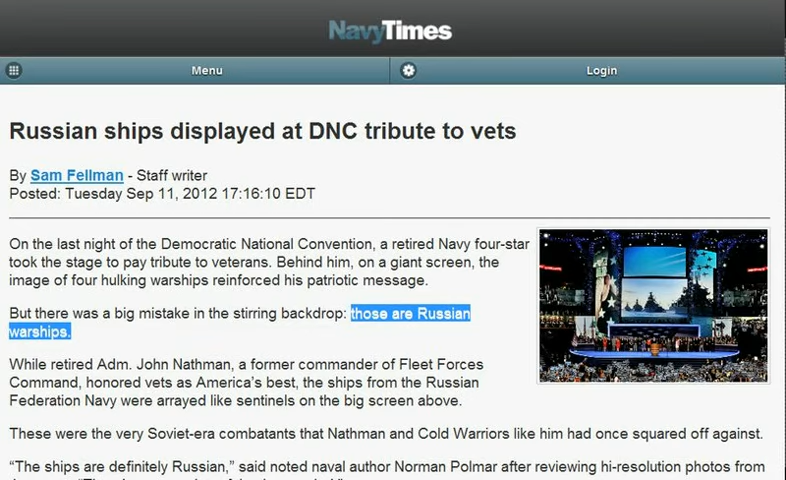 NavyTimes
Menu
Login
Russian ships displayed at DNC tribute to vets
By Sam Fellman - Staff writer
Posted: Tuesday Sep 11, 2012 17:16:10 EDT
On the last night of the Democratic National Convention, a retired Navy four-star
took the stage to pay tribute to veterans. Behind him, on a giant screen, the
image of four hulking warships reinforced his patriotic message.
But there was a big mistake in the stirring backdrop: those are Russian
warships.
While retired Adm. John Nathman, a former commander of Fleet Forces
Command, honored vets as America's best, the ships from the Russian
Federation Navy were arrayed like sentinels on the big screen above.
These were the very Soviet-era combatants that Nathman and Cold Warriors like him had once squared off against.
"The ships are definitely Russian," said noted naval author Norman Polmar after reviewing hi-resolution photos from